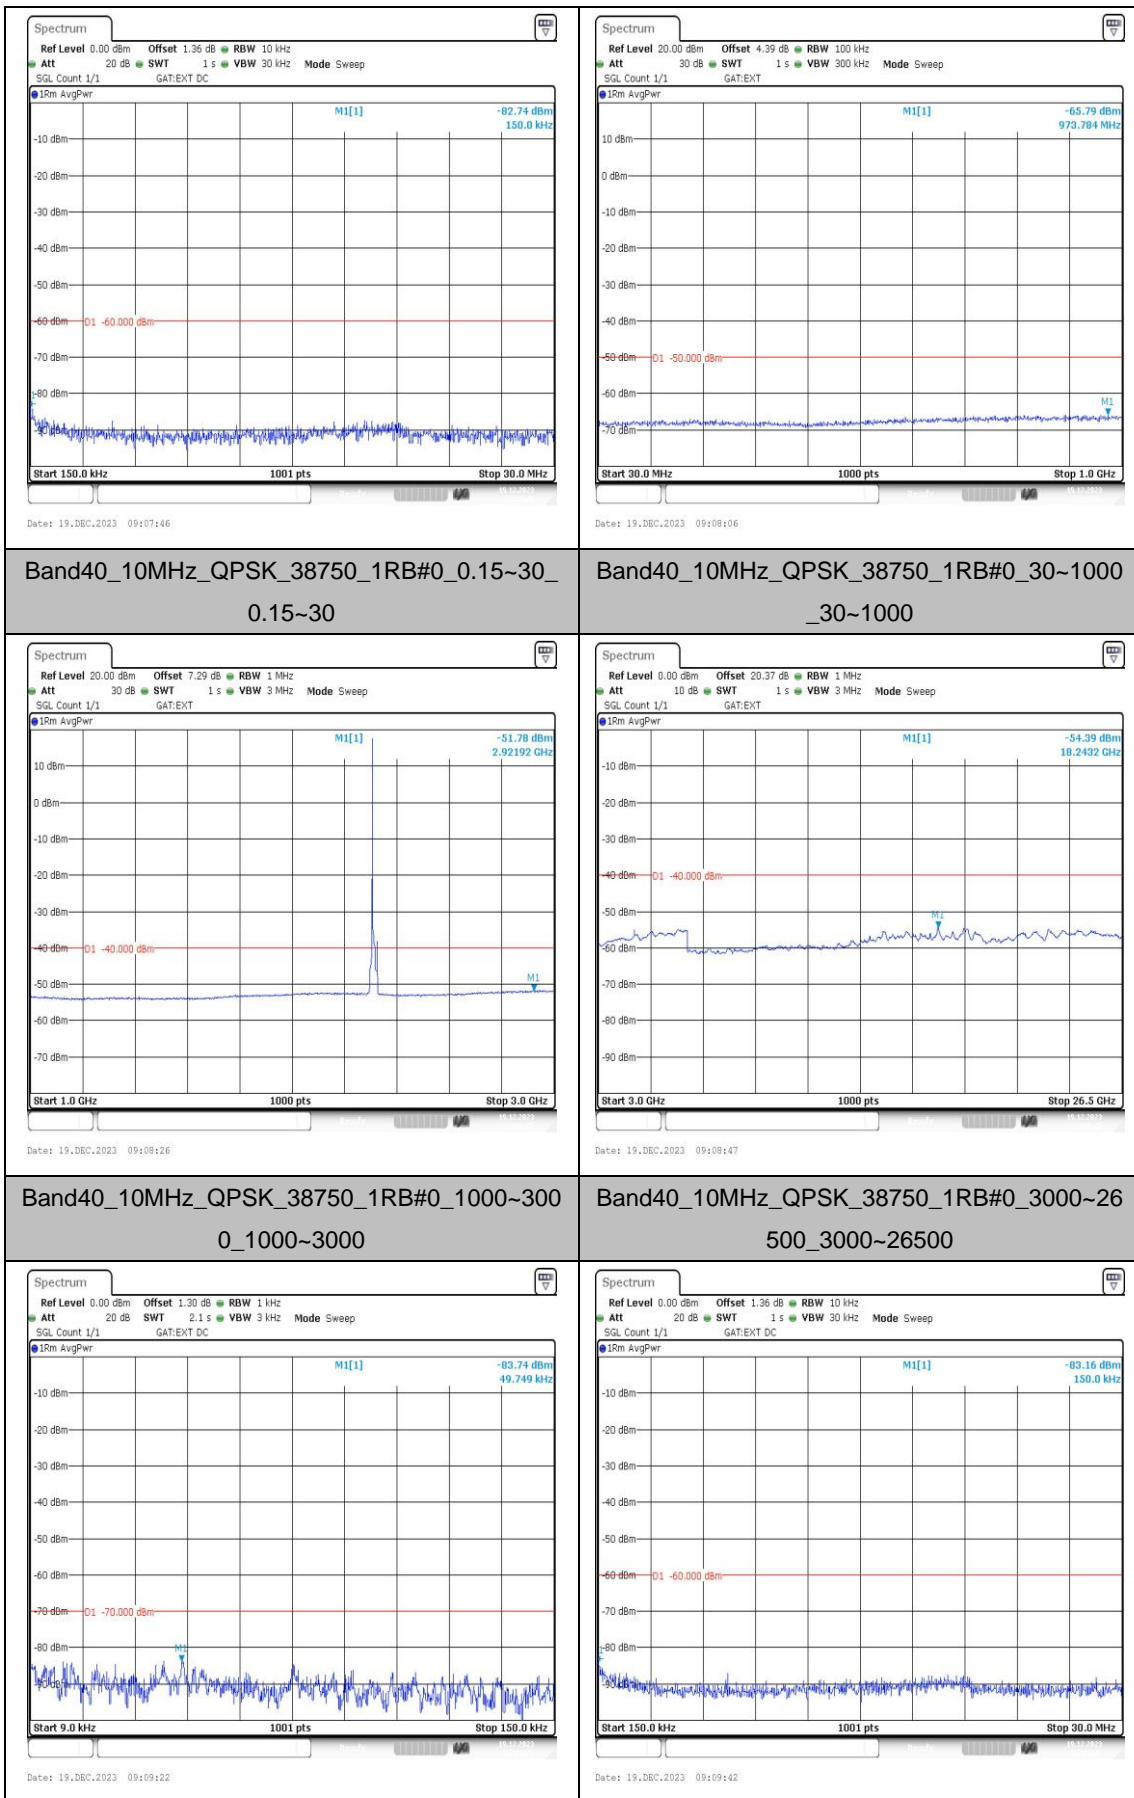 Spectrum
Ref Level 0.00 dBm Offset 1.36 dB RBW 10 kHz
Att 20 dB SWT 1 s VBW 30 kHz Mode Sweep
SGL Count 1/1 GAT:EXT DC
1Rm AvgPwr
M1[1] -82.74 dBm
150.0 kHz
-10 dBm
-20 dBm
-30 dBm
-40 dBm
-50 dBm
-60 dBm D1 -60.000 dBm
-70 dBm
-80 dBm
-90 dBm
Start 150.0 kHz 1001 pts Stop 30.0 MHz
Date: 19.DEC.2023 09:07:46
Spectrum
Ref Level 20.00 dBm Offset 4.39 dB RBW 100 kHz
Att 30 dB SWT 1 s VBW 300 kHz Mode Sweep
SGL Count 1/1 GAT:EXT
1Rm AvgPwr
M1[1] -65.79 dBm
973.784 MHz
10 dBm
0 dBm
-10 dBm
-20 dBm
-30 dBm
-40 dBm
-50 dBm D1 -50.000 dBm
-60 dBm
M1
-70 dBm
Start 30.0 MHz 1000 pts Stop 1.0 GHz
Date: 19.DEC.2023 09:08:06
Band40_10MHz_QPSK_38750_1RB#0_0.15~30_
0.15~30
Band40_10MHz_QPSK_38750_1RB#0_30~1000
_30~1000
Spectrum
Ref Level 20.00 dBm Offset 7.29 dB RBW 1 MHz
Att 30 dB SWT 1 s VBW 3 MHz Mode Sweep
SGL Count 1/1 GAT:EXT
1Rm AvgPwr
M1[1] -51.78 dBm
2.92192 GHz
10 dBm
0 dBm
-10 dBm
-20 dBm
-30 dBm
-40 dBm D1 -40.000 dBm
-50 dBm
M1
-60 dBm
-70 dBm
Start 1.0 GHz 1000 pts Stop 3.0 GHz
Date: 19.DEC.2023 09:08:26
Spectrum
Ref Level 0.00 dBm Offset 20.37 dB RBW 1 MHz
Att 10 dB SWT 1 s VBW 3 MHz Mode Sweep
SGL Count 1/1 GAT:EXT
1Rm AvgPwr
M1[1] -54.39 dBm
18.2432 GHz
-10 dBm
-20 dBm
-30 dBm
-40 dBm D1 -40.000 dBm
-50 dBm
M1
-60 dBm
-70 dBm
-80 dBm
-90 dBm
Start 3.0 GHz 1000 pts Stop 26.5 GHz
Date: 19.DEC.2023 09:08:47
Band40_10MHz_QPSK_38750_1RB#0_1000~300
0_1000~3000
Band40_10MHz_QPSK_38750_1RB#0_3000~26
500_3000~26500
Spectrum
Ref Level 0.00 dBm Offset 1.30 dB RBW 1 kHz
Att 20 dB SWT 2.1 s VBW 3 kHz Mode Sweep
SGL Count 1/1 GAT:EXT DC
1Rm AvgPwr
M1[1] -83.74 dBm
49.749 kHz
-10 dBm
-20 dBm
-30 dBm
-40 dBm
-50 dBm
-60 dBm
-70 dBm D1 -70.000 dBm
-80 dBm
M1
Start 9.0 kHz 1001 pts Stop 150.0 kHz
Date: 19.DEC.2023 09:09:22
Spectrum
Ref Level 0.00 dBm Offset 1.36 dB RBW 10 kHz
Att 20 dB SWT 1 s VBW 30 kHz Mode Sweep
SGL Count 1/1 GAT:EXT DC
1Rm AvgPwr
M1[1] -83.16 dBm
150.0 kHz
-10 dBm
-20 dBm
-30 dBm
-40 dBm
-50 dBm
-60 dBm D1 -60.000 dBm
-70 dBm
-80 dBm
Start 150.0 kHz 1001 pts Stop 30.0 MHz
Date: 19.DEC.2023 09:09:42